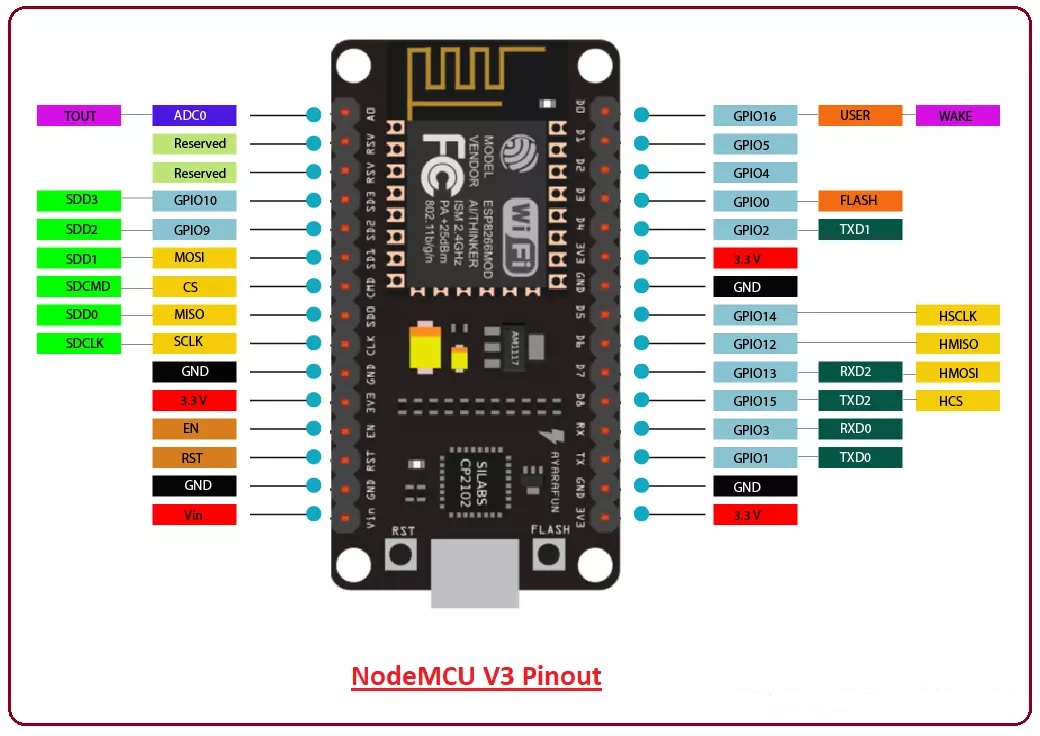 TOUT ADC0 A0 D0 GPIO16 USER WAKE
Reserved RSV D1 GPIO5
Reserved RSV D2 GPIO4
SDD3 GPIO10 SD3 D3 GPIO0 FLASH
SDD2 GPIO9 SD2 D4 GPIO2 TXD1
SDD1 MOSI SD1 3V3 3.3 V
SDCMD CS CMD GND GND
SDD0 MISO SD0 D5 GPIO14 HSCLK
SDCLK SCLK CLK D6 GPIO12 HMISO
GND GND D7 GPIO13 RXD2 HMOSI
3.3 V 3V3 D8 GPIO15 TXD2 HCS
EN EN RX GPIO3 RXD0
RST RST TX GPIO1 TXD0
GND GND GND GND
Vin Vin 3V3 3.3 V
MODEL ESP8266MOD
VENDOR AI/THINKER
ISM 2.4GHz
PA +25dBm
802.11b/g/n
FC
Wi Fi
AM1117
SILABS
CP2102
AYARAFUN
RST
FLASH
NodeMCU V3 Pinout